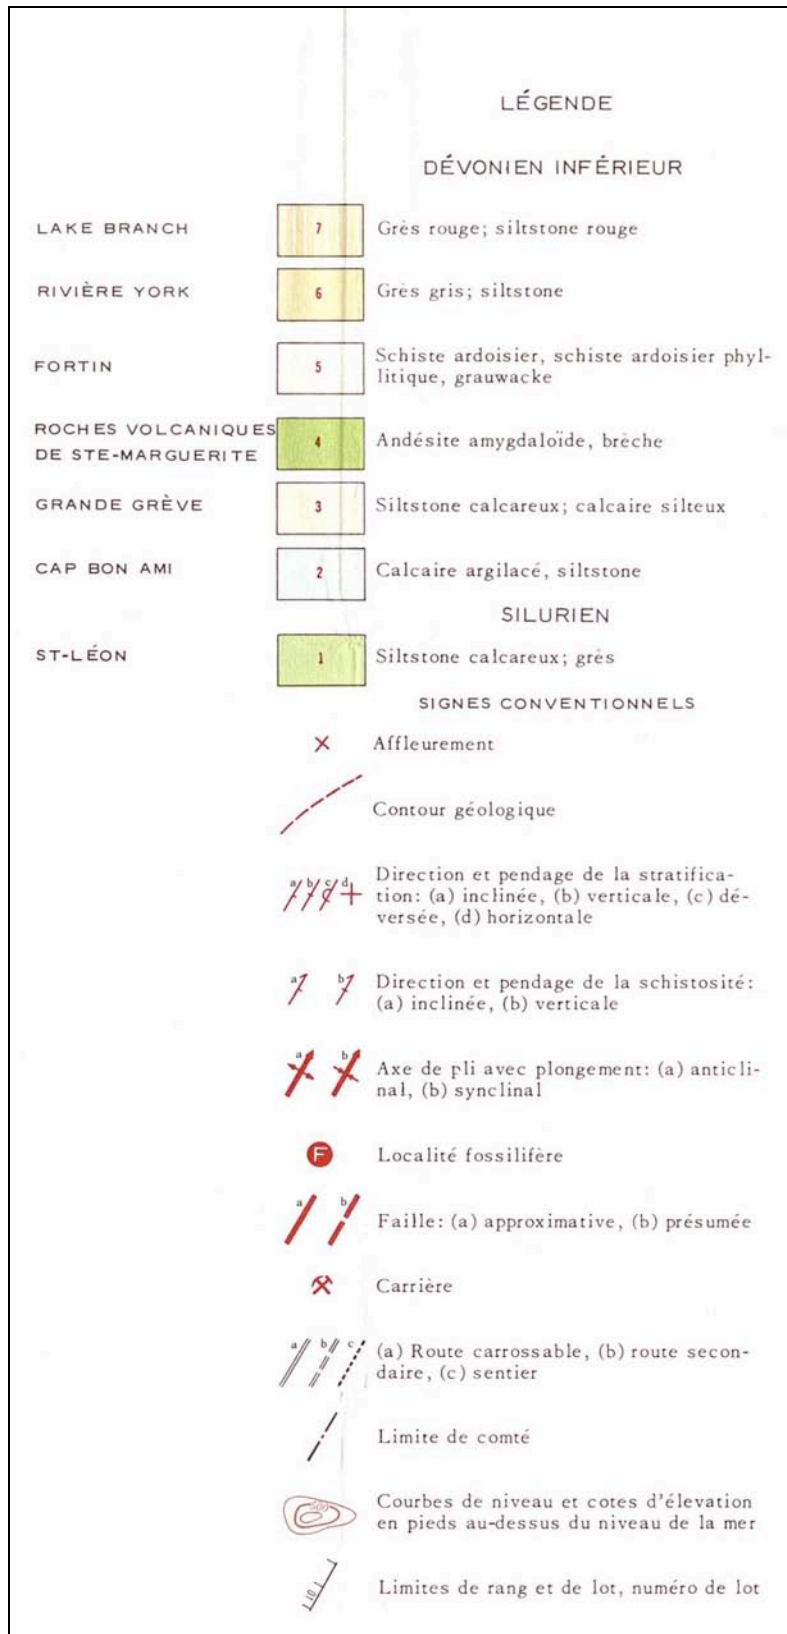 LÉGENDE
DÉVONIEN INFÉRIEUR
LAKE BRANCH 7 Grès rouge; siltstone rouge
RIVIÈRE YORK 6 Grès gris; siltstone
FORTIN 5 Schiste ardoisier, schiste ardoisier phyl-
litique, grauwacke
ROCHES VOLCANIQUES
DE STE-MARGUERITE 4 Andésite amygdaloïde, brèche
GRANDE GRÈVE 3 Siltstone calcareux; calcaire silteux
CAP BON AMI 2 Calcaire argilacé, siltstone
SILURIEN
ST-LÉON 1 Siltstone calcareux; grès
SIGNES CONVENTIONNELS
Affleurement
Contour géologique
a b c d Direction et pendage de la stratifica-
tion: (a) inclinée, (b) verticale, (c) dé-
versée, (d) horizontale
a b Direction et pendage de la schistosité:
(a) inclinée, (b) verticale
a b Axe de pli avec plongement: (a) anticli-
nal, (b) synclinal
F Localité fossilifère
a b Faille: (a) approximative, (b) présumée
Carrière
a b c (a) Route carrossable, (b) route secon-
daire, (c) sentier
Limite de comté
500 Courbes de niveau et cotes d'élevation
en pieds au-dessus du niveau de la mer
10 Limites de rang et de lot, numéro de lot